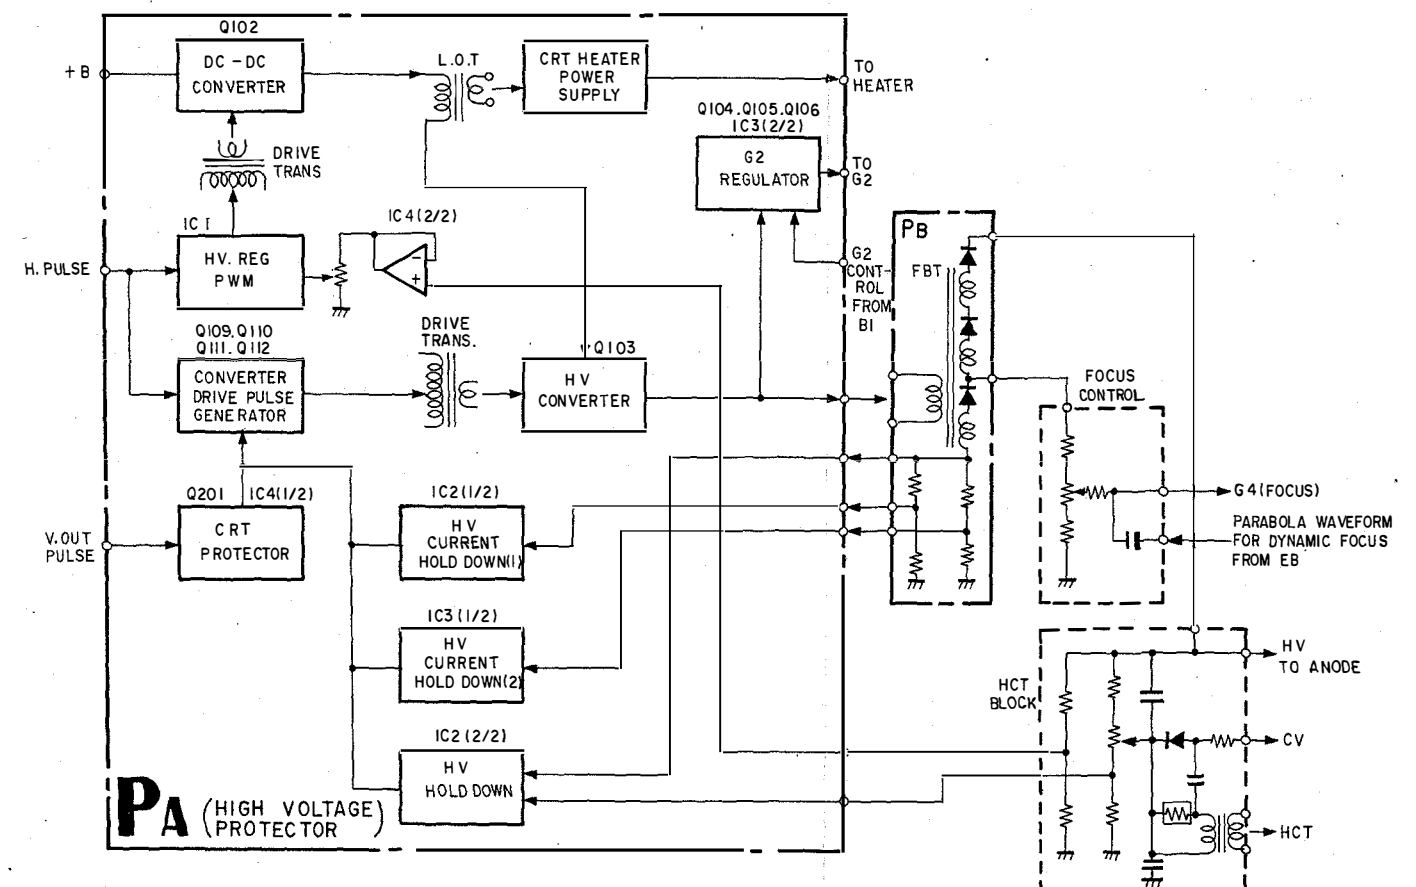 Q102
+B
DC-DC
CONVERTER
L.O.T
CRT HEATER
POWER
SUPPLY
TO
HEATER
Q104.Q105.Q106
IC3(2/2)
G2
REGULATOR
TO
G2
DRIVE
TRANS
IC1
H.PULSE
HV.REG
PWM
IC4(2/2)
-
+
G2
CONT-
ROL
FROM
B1
PB
FBT
Q109.Q110
Q111.Q112
CONVERTER
DRIVE PULSE
GENERATOR
DRIVE
TRANS.
Q103
HV
CONVERTER
FOCUS
CONTROL
G4(FOCUS)
PARABOLA WAVEFORM
FOR DYNAMIC FOCUS
FROM EB
Q201 IC4(1/2)
V.OUT
PULSE
CRT
PROTECTOR
IC2(1/2)
HV
CURRENT
HOLD DOWN(1)
IC3(1/2)
HV
CURRENT
HOLD DOWN(2)
IC2(2/2)
HV
HOLD DOWN
HCT
BLOCK
HV
TO ANODE
CV
HCT
PA (HIGH VOLTAGE)
PROTECTOR